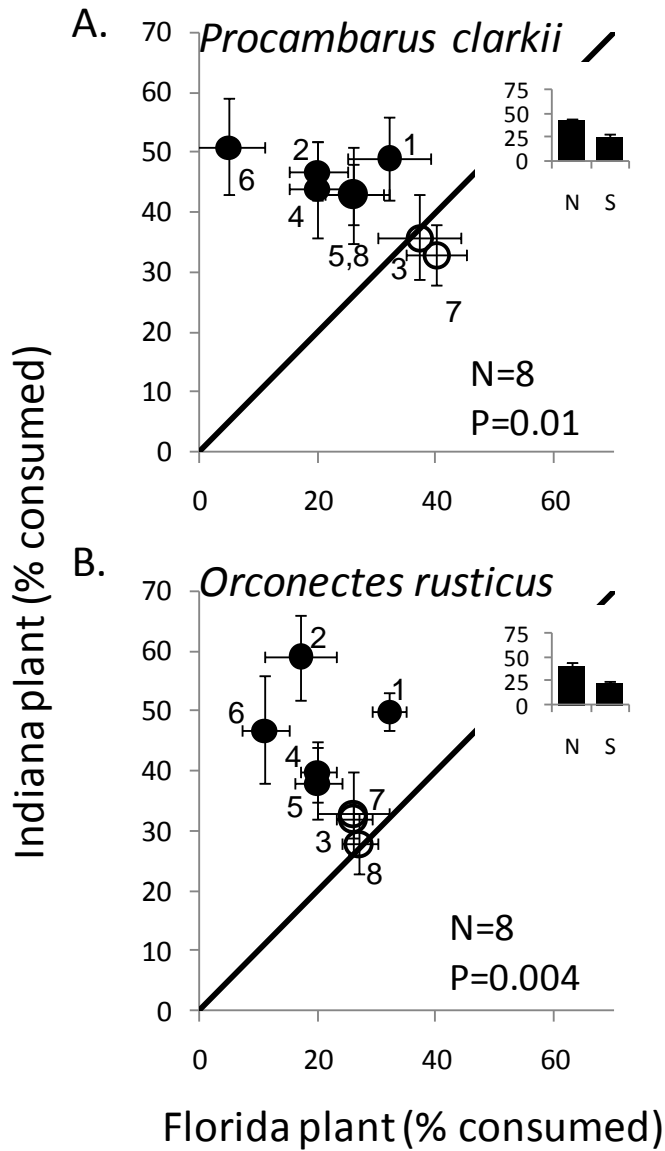 A.
Procambarus clarkii
70
60
50
40
30
20
10
0
0 20 40 60
6
2
4
1
5,8
3
7
N=8
P=0.01
75
50
25
0
N S
B.
Orconectes rusticus
70
60
50
40
30
20
10
0
0 20 40 60
2
1
6
4
5
7
3
8
N=8
P=0.004
75
50
25
0
N S
Indiana plant (% consumed)
Florida plant (% consumed)